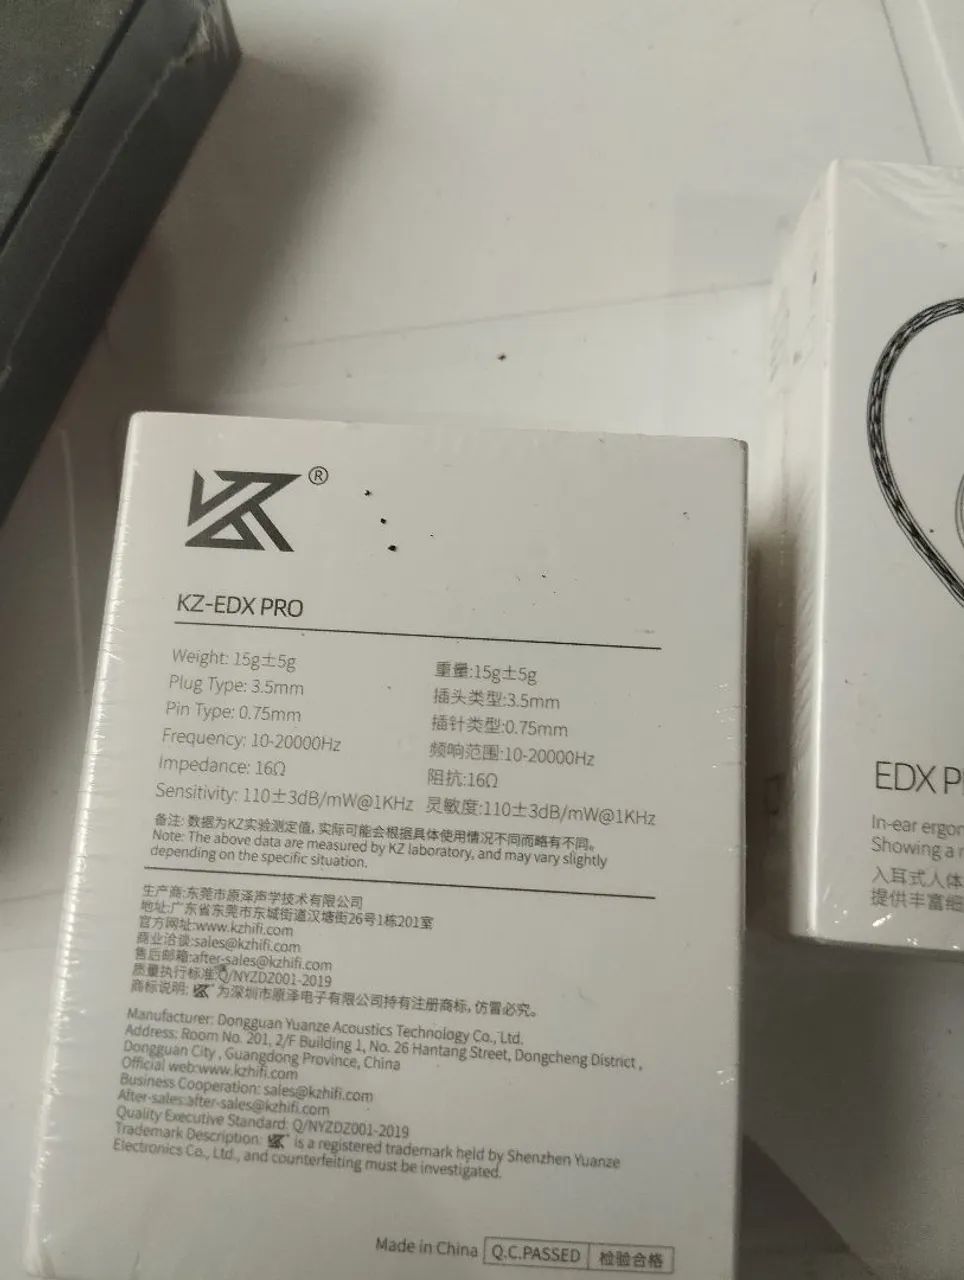 KZ ®
KZ-EDX PRO
Weight: 15g±5g
Plug Type: 3.5mm
Pin Type: 0.75mm
Frequency: 10-20000Hz
Impedance: 16Ω
Sensitivity: 110±3dB/mW@1KHz
重量:15g±5g
插头类型:3.5mm
插针类型:0.75mm
频响范围:10-20000Hz
阻抗:16Ω
灵敏度:110±3dB/mW@1KHz
备注: 数据为KZ实验测定值, 实际可能会根据具体使用情况不同而略有不同。
Note: The above data are measured by KZ laboratory, and may vary slightly
depending on the specific situation.
生产商:东莞市原泽声学技术有限公司
地址:广东省东莞市东城街道汉塘街26号1栋201室
官方网址:www.kzhifi.com
商业洽谈:sales@kzhifi.com
售后邮箱:after-sales@kzhifi.com
质量执行标准:Q/NYZDZ001-2019
商标说明: KZ 为深圳市原泽电子有限公司持有注册商标, 仿冒必究。
Manufacturer: Dongguan Yuanze Acoustics Technology Co., Ltd.
Address: Room No. 201, 2/F Building 1, No. 26 Hantang Street, Dongcheng District ,
Dongguan City , Guangdong Province, China
Official web:www.kzhifi.com
Business Cooperation: sales@kzhifi.com
After-sales:after-sales@kzhifi.com
Quality Executive Standard: Q/NYZDZ001-2019
Trademark Description: KZ is a registered trademark held by Shenzhen Yuanze
Electronics Co., Ltd., and counterfeiting must be investigated.
Made in China Q.C.PASSED 检验合格
EDX
In-ear
Showing a
入耳式人体
提供丰富细